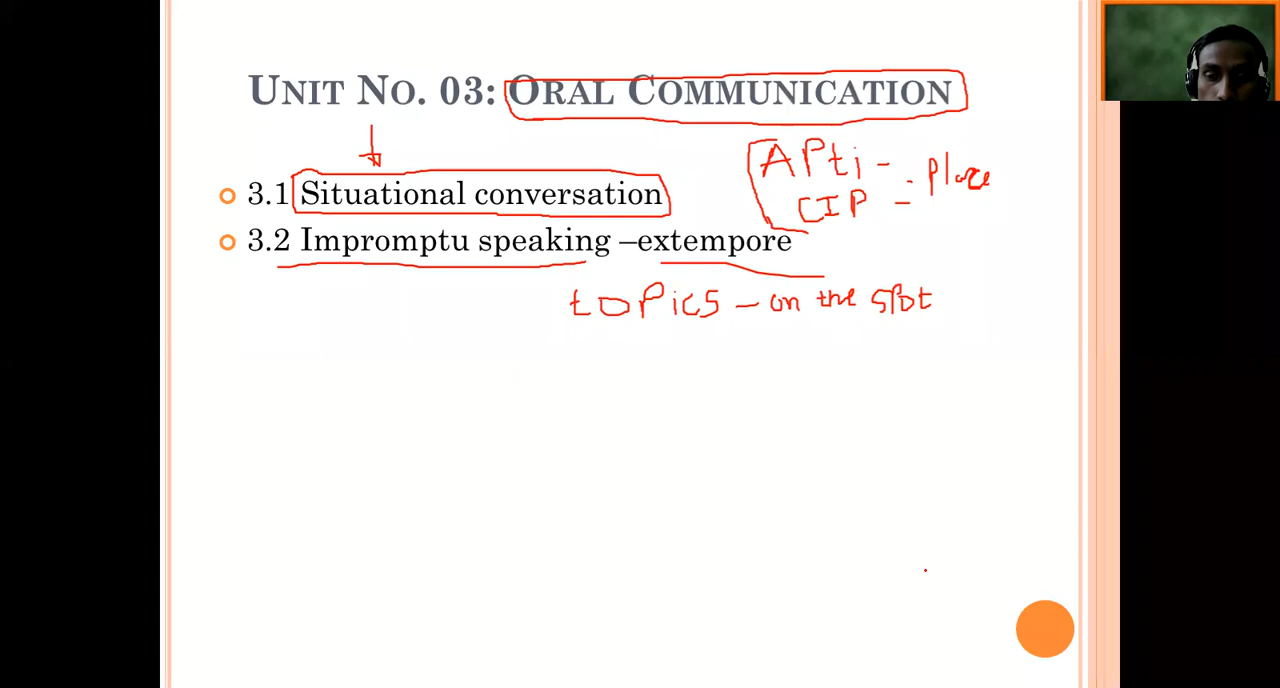 UNIT NO. 03: ORAL COMMUNICATION
3.1 Situational conversation
APti -
CIP =
3.2 Impromptu speaking –extempore
toPics – on the spot